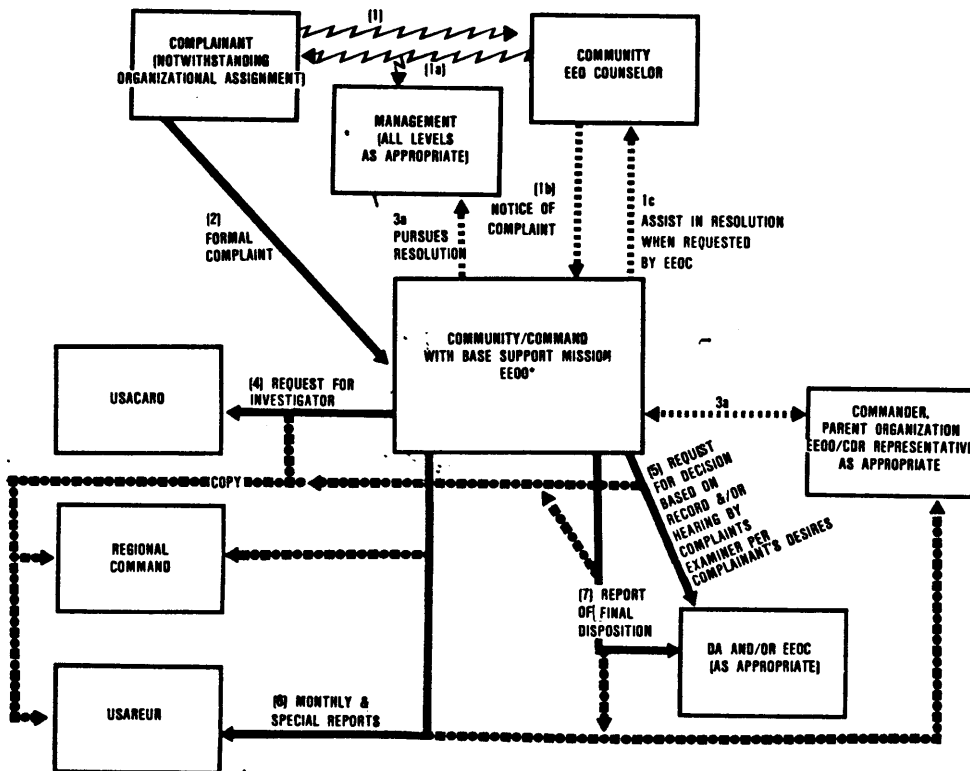 (1)
COMPLAINANT
(NOTWITHSTANDING
ORGANIZATIONAL ASSIGNMENT)
(1a)
COMMUNITY
EEO COUNSELOR
MANAGEMENT
(ALL LEVELS
AS APPROPRIATE)
(2)
FORMAL
COMPLAINT
3a
PURSUES
RESOLUTION
(1b)
NOTICE OF
COMPLAINT
1c
ASSIST IN RESOLUTION
WHEN REQUESTED
BY EEOC
COMMUNITY/COMMAND
WITH BASE SUPPORT MISSION
EEOO*
USACARO
(4) REQUEST FOR
INVESTIGATOR
3a
COMMANDER,
PARENT ORGANIZATION
EEOO/CDR REPRESENTATIVE
AS APPROPRIATE
COPY
(5) REQUEST
FOR DECISION
BASED ON
RECORD &/OR
HEARING BY
COMPLAINTS
EXAMINER PER
COMPLAINANT'S DESIRES
REGIONAL
COMMAND
(7) REPORT
OF FINAL
DISPOSITION
DA AND/OR EEOC
(AS APPROPRIATE)
USAREUR
(6) MONTHLY &
SPECIAL REPORTS